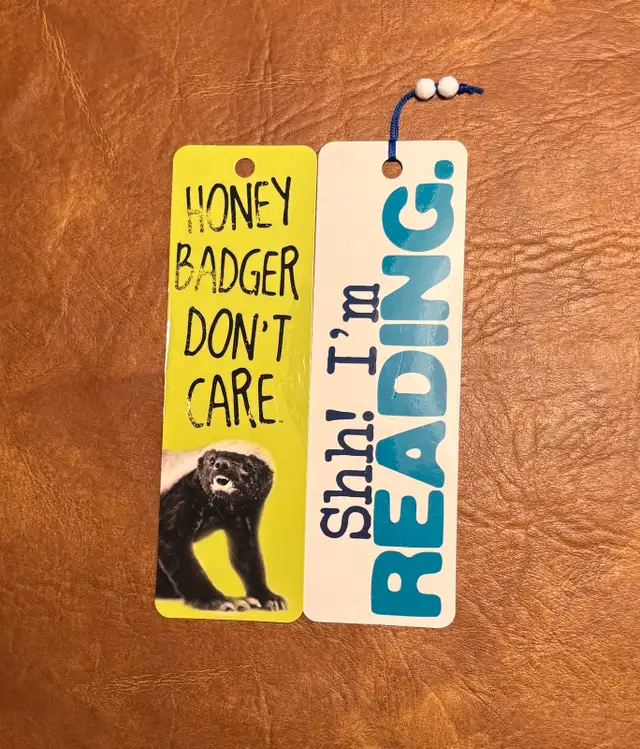 HONEY
BADGER
DON'T
CARE.
Shh! I'm
READING.